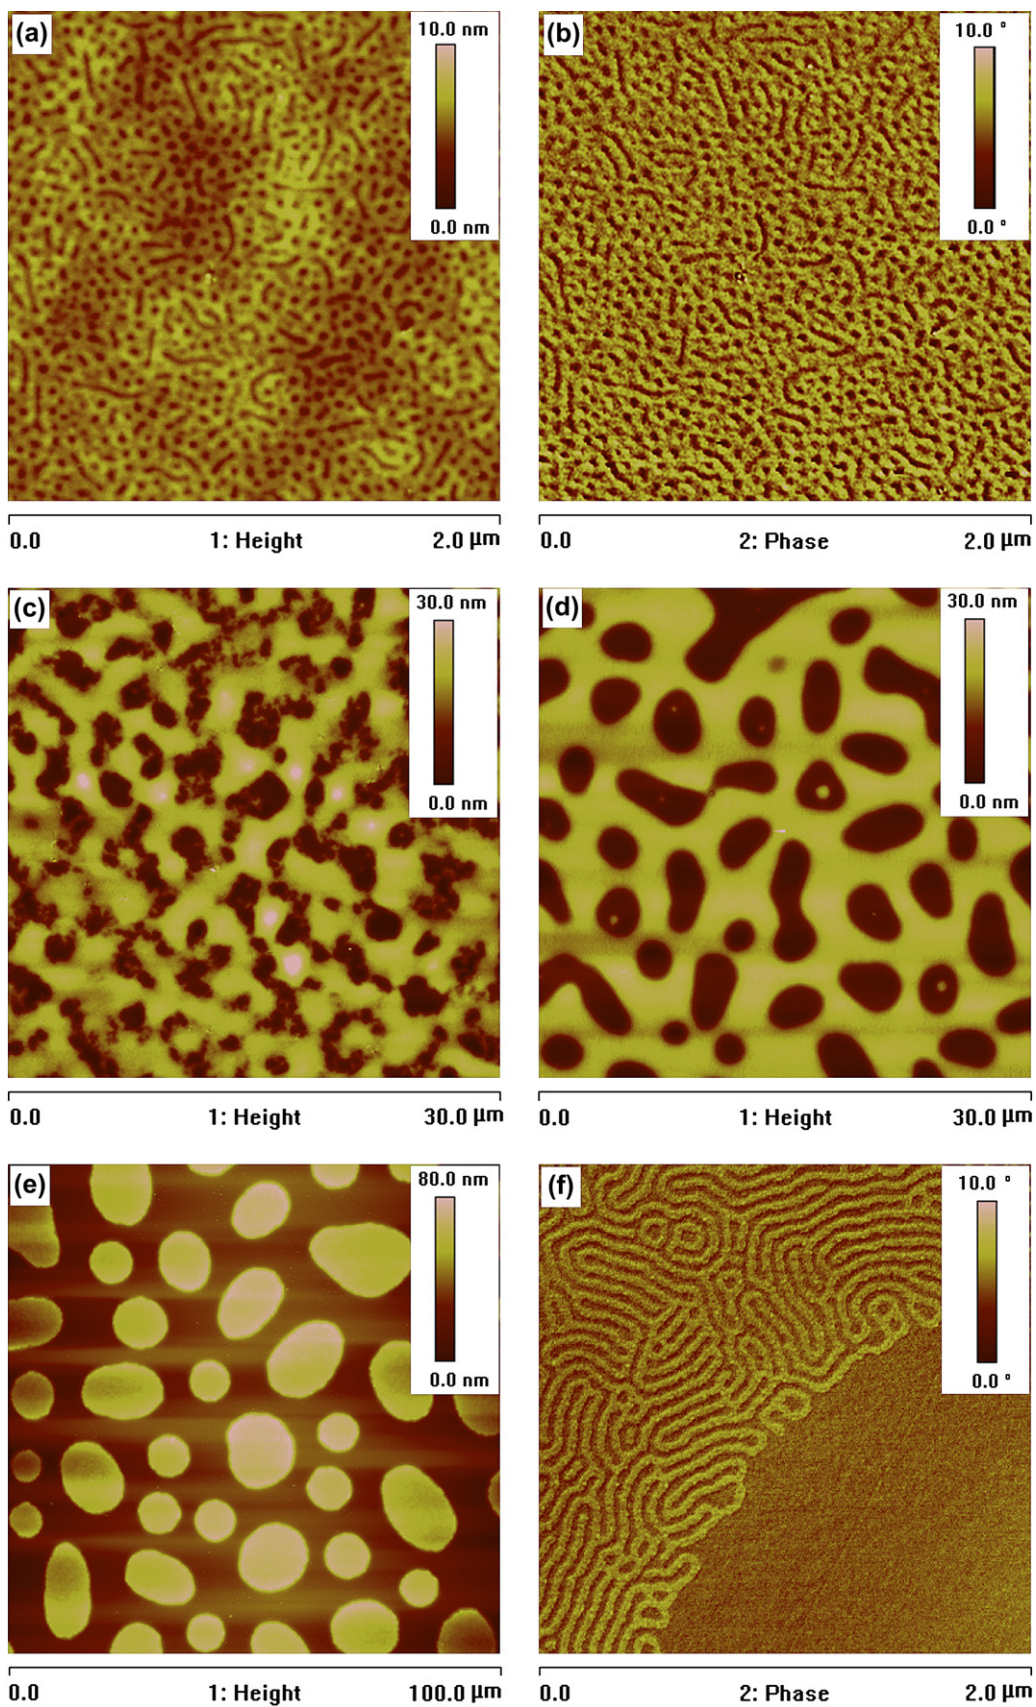 (a)
10.0 nm
0.0 nm
(b)
10.0 °
0.0 °
0.0 1: Height 2.0 µm
0.0 2: Phase 2.0 µm
(c)
30.0 nm
0.0 nm
(d)
30.0 nm
0.0 nm
0.0 1: Height 30.0 µm
0.0 1: Height 30.0 µm
(e)
80.0 nm
0.0 nm
(f)
10.0 °
0.0 °
0.0 1: Height 100.0 µm
0.0 2: Phase 2.0 µm